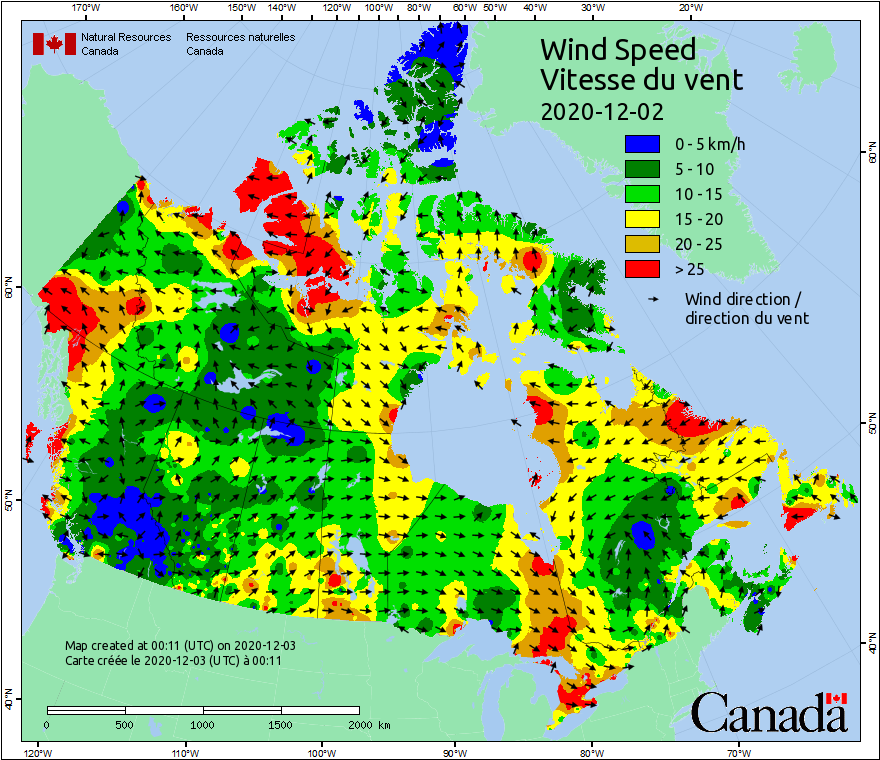 170°W 160°W 150°W 140°W 120°W 100°W 80°W 60°W 50°W 40°W 30°W 20°W
Natural Resources Canada
Ressources naturelles Canada
Wind Speed
Vitesse du vent
2020-12-02
0 - 5 km/h
5 - 10
10 - 15
15 - 20
20 - 25
> 25
Wind direction /
direction du vent
60°N
50°N
40°N
60°N
50°N
40°N
Map created at 00:11 (UTC) on 2020-12-03
Carte créée le 2020-12-03 (UTC) à 00:11
0 500 1000 1500 2000 km
Canada
120°W 110°W 100°W 90°W 80°W 70°W